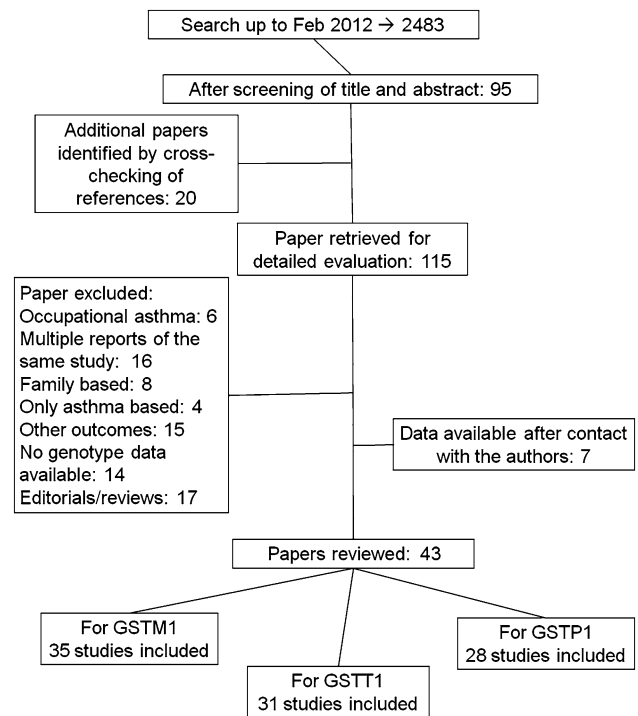 Search up to Feb 2012 → 2483
After screening of title and abstract: 95
Additional papers
identified by cross-
checking of
references: 20
Paper retrieved for
detailed evaluation: 115
Paper excluded:
Occupational asthma: 6
Multiple reports of the
same study: 16
Family based: 8
Only asthma based: 4
Other outcomes: 15
No genotype data
available: 14
Editorials/reviews: 17
Data available after contact
with the authors: 7
Papers reviewed: 43
For GSTM1
35 studies included
For GSTT1
31 studies included
For GSTP1
28 studies included